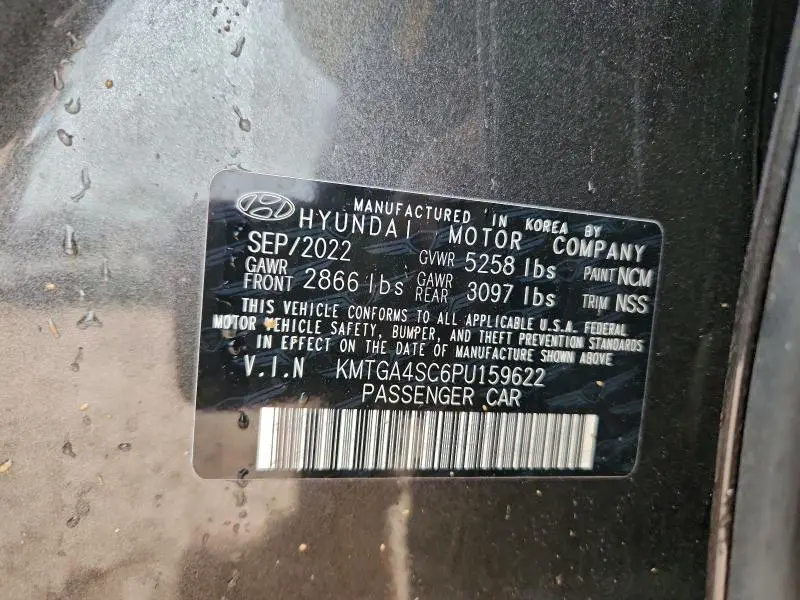 MANUFACTURED IN KOREA BY
HYUNDAI MOTOR COMPANY
SEP/2022 GVWR 5258 lbs PAINT NCM
GAWR FRONT 2866 lbs GAWR REAR 3097 lbs TRIM NSS
THIS VEHICLE CONFORMS TO ALL APPLICABLE U.S.A. FEDERAL
MOTOR VEHICLE SAFETY, BUMPER, AND THEFT PREVENTION STANDARDS
IN EFFECT ON THE DATE OF MANUFACTURE SHOWN ABOVE.
V.I.N KMTGA4SC6PU159622
PASSENGER CAR